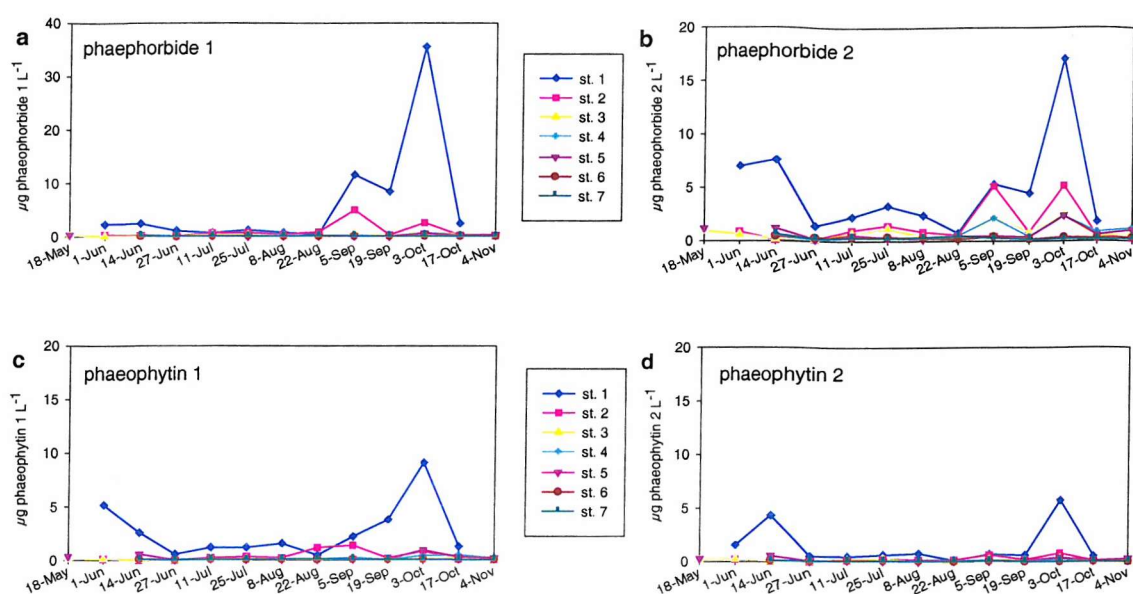 a
phaephorbide 1
µg phaephorbide 1 L-1
40
30
20
10
0
18-May
1-Jun
14-Jun
27-Jun
11-Jul
25-Jul
8-Aug
22-Aug
5-Sep
19-Sep
3-Oct
17-Oct
4-Nov
st. 1
st. 2
st. 3
st. 4
st. 5
st. 6
st. 7
b
phaephorbide 2
µg phaeophorbide 2 L-1
20
15
10
5
0
18-May
1-Jun
14-Jun
27-Jun
11-Jul
25-Jul
8-Aug
22-Aug
5-Sep
19-Sep
3-Oct
17-Oct
4-Nov
c
phaeophytin 1
µg phaeophytin 1 L-1
20
15
10
5
0
18-May
1-Jun
14-Jun
27-Jun
11-Jul
25-Jul
8-Aug
22-Aug
5-Sep
19-Sep
3-Oct
17-Oct
4-Nov
st. 1
st. 2
st. 3
st. 4
st. 5
st. 6
st. 7
d
phaeophytin 2
µg phaeophytin 2 L-1
20
15
10
5
0
18-May
1-Jun
14-Jun
27-Jun
11-Jul
25-Jul
8-Aug
22-Aug
5-Sep
19-Sep
3-Oct
17-Oct
4-Nov